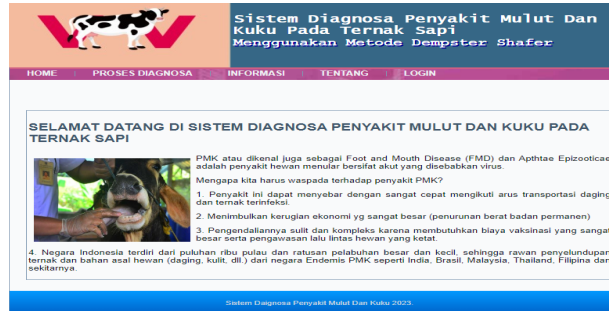 Sistem Diagnosa Penyakit Mulut Dan
Kuku Pada Ternak Sapi
Menggunakan Metode Dempster Shafer
HOME | PROSES DIAGNOSA | INFORMASI | TENTANG | LOGIN
SELAMAT DATANG DI SISTEM DIAGNOSA PENYAKIT MULUT DAN KUKU PADA
TERNAK SAPI
PMK atau dikenal juga sebagai Foot and Mouth Disease (FMD) dan Apthtae Epizooticae
adalah penyakit hewan menular bersifat akut yang disebabkan virus.
Mengapa kita harus waspada terhadap penyakit PMK?
1. Penyakit ini dapat menyebar dengan sangat cepat mengikuti arus transportasi daging
dan ternak terinfeksi.
2. Menimbulkan kerugian ekonomi yg sangat besar (penurunan berat badan permanen)
3. Pengendaliannya sulit dan kompleks karena membutuhkan biaya vaksinasi yang sangat
besar serta pengawasan lalu lintas hewan yang ketat.
4. Negara Indonesia terdiri dari puluhan ribu pulau dan ratusan pelabuhan besar dan kecil, sehingga rawan penyelundupan
ternak dan bahan asal hewan (daging, kulit, dll.) dari negara Endemis PMK seperti India, Brasil, Malaysia, Thailand, Filipina dan
sekitarnya.
Sistem Daignosa Penyakit Mulut Dan Kuku 2023.